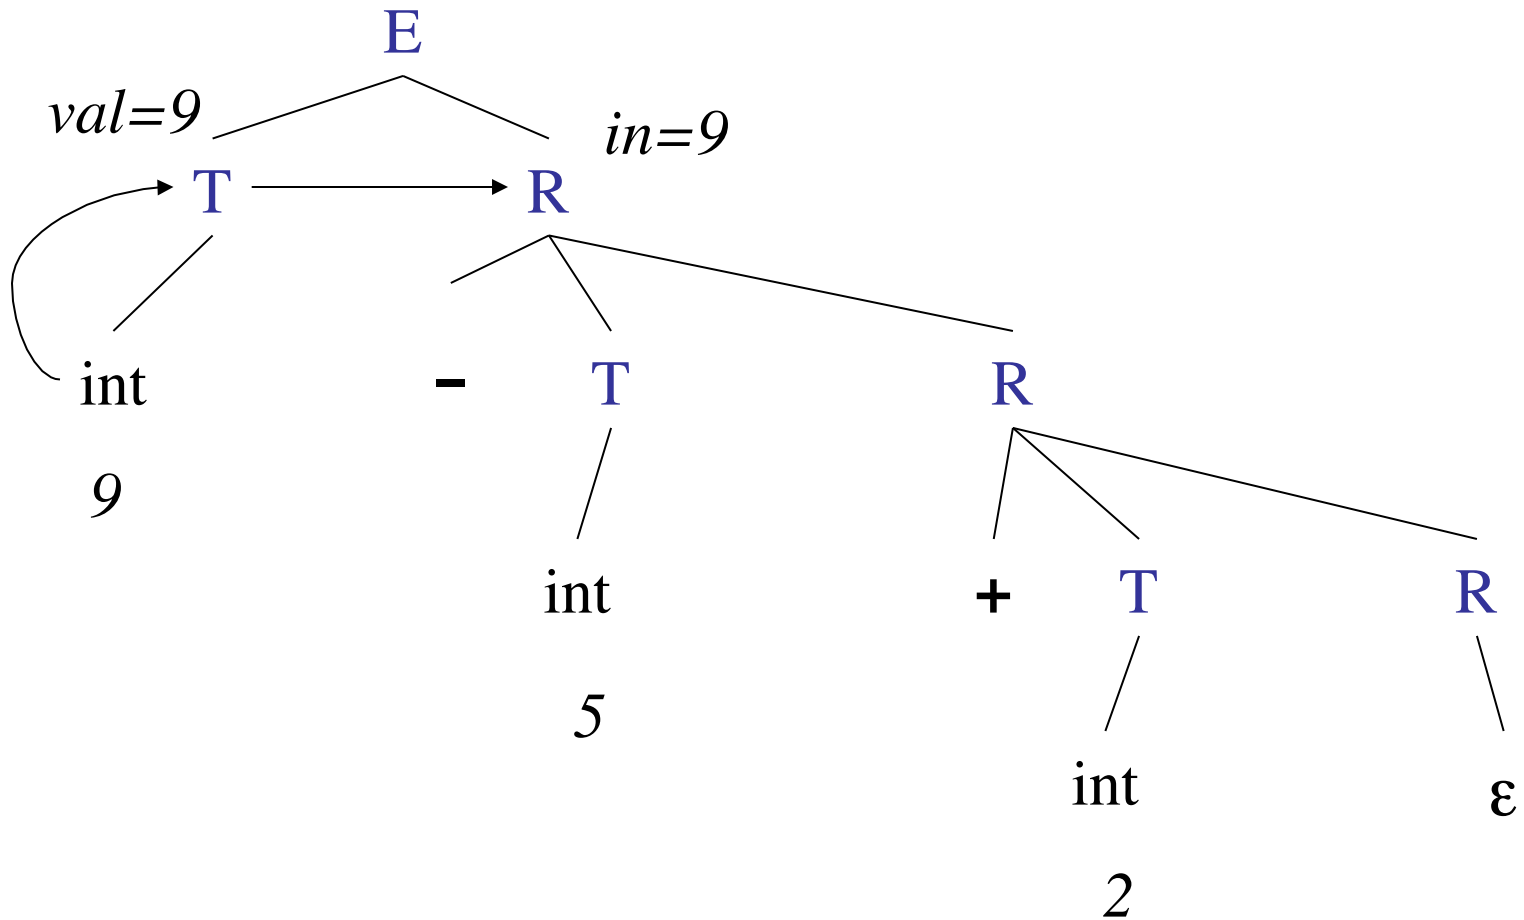 E
val=9
in=9
T R
int - T R
9
int + T R
5
int ε
2